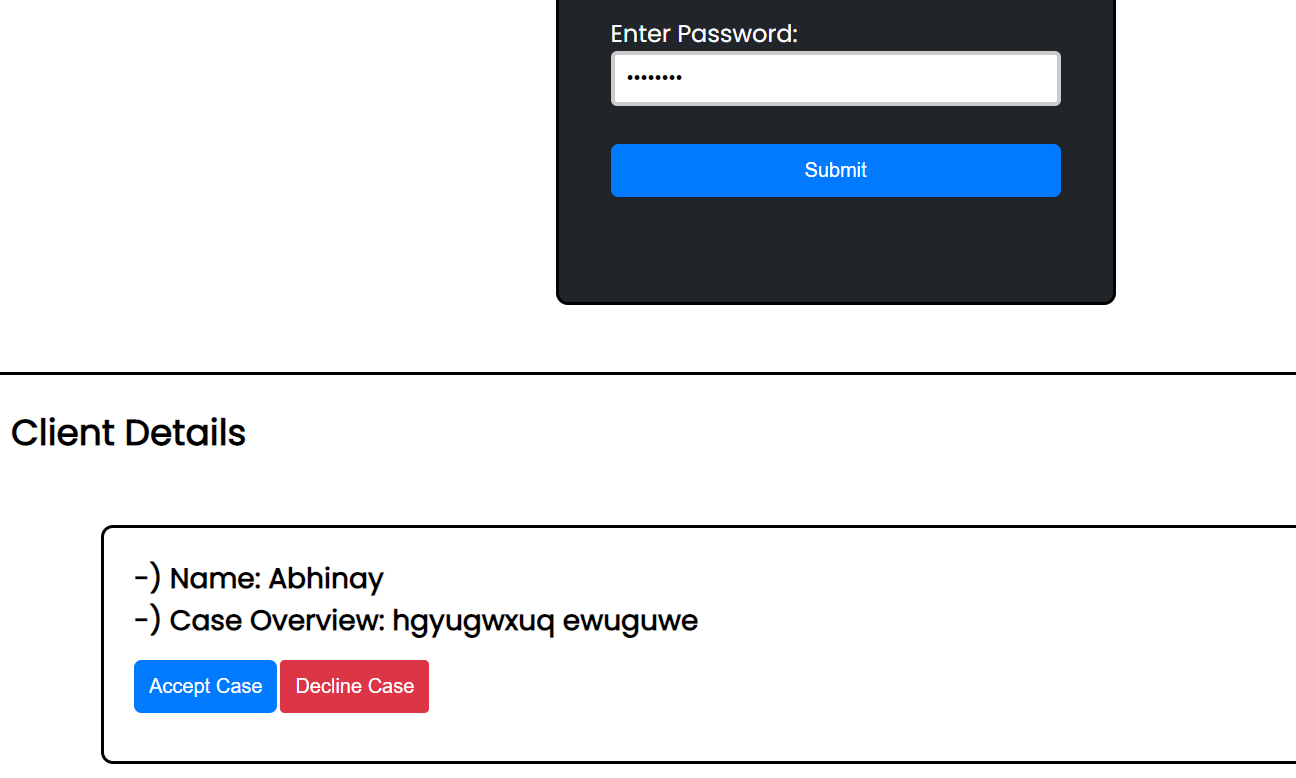 Enter Password:
••••••••
Submit
Client Details
-) Name: Abhinay
-) Case Overview: hgyugwxuq ewuguwe
Accept Case Decline Case